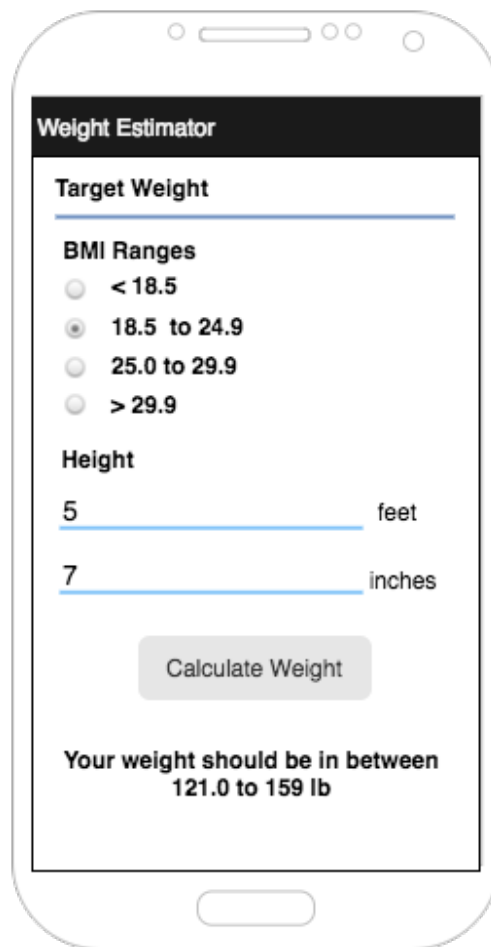 Weight Estimator
Target Weight
BMI Ranges
< 18.5
18.5 to 24.9
25.0 to 29.9
> 29.9
Height
5 feet
7 inches
Calculate Weight
Your weight should be in between
121.0 to 159 lb